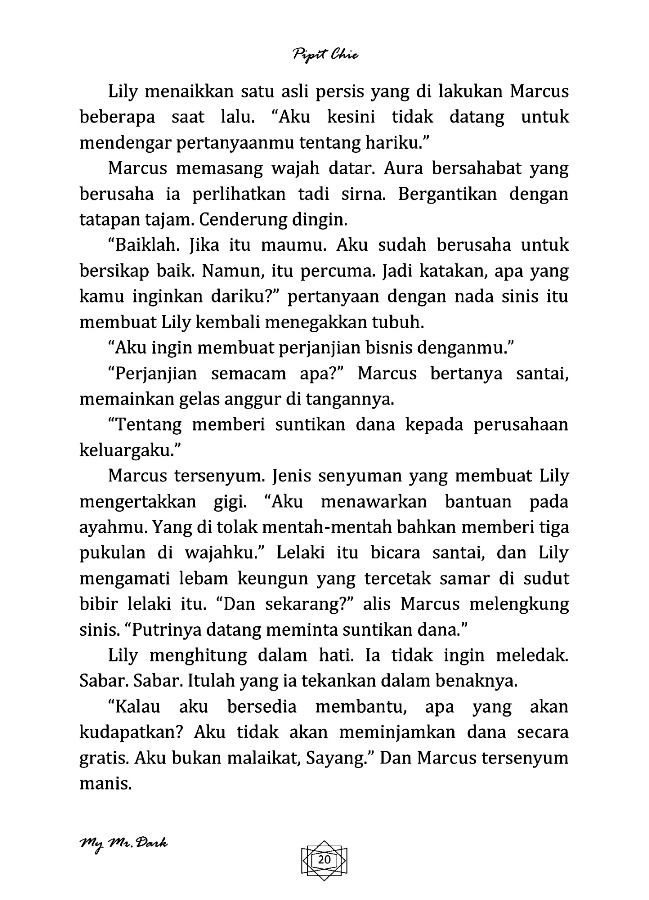 Pipit Chie
Lily menaikkan satu asli persis yang di lakukan Marcus
beberapa saat lalu. “Aku kesini tidak datang untuk
mendengar pertanyaanmu tentang hariku.”
Marcus memasang wajah datar. Aura bersahabat yang
berusaha ia perlihatkan tadi sirna. Bergantikan dengan
tatapan tajam. Cenderung dingin.
“Baiklah. Jika itu maumu. Aku sudah berusaha untuk
bersikap baik. Namun, itu percuma. Jadi katakan, apa yang
kamu inginkan dariku?” pertanyaan dengan nada sinis itu
membuat Lily kembali menegakkan tubuh.
“Aku ingin membuat perjanjian bisnis denganmu.”
“Perjanjian semacam apa?” Marcus bertanya santai,
memainkan gelas anggur di tangannya.
“Tentang memberi suntikan dana kepada perusahaan
keluargaku.”
Marcus tersenyum. Jenis senyuman yang membuat Lily
mengertakkan gigi. “Aku menawarkan bantuan pada
ayahmu. Yang di tolak mentah-mentah bahkan memberi tiga
pukulan di wajahku.” Lelaki itu bicara santai, dan Lily
mengamati lebam keungun yang tercetak samar di sudut
bibir lelaki itu. “Dan sekarang?” alis Marcus melengkung
sinis. “Putrinya datang meminta suntikan dana.”
Lily menghitung dalam hati. Ia tidak ingin meledak.
Sabar. Sabar. Itulah yang ia tekankan dalam benaknya.
“Kalau aku bersedia membantu, apa yang akan
kudapatkan? Aku tidak akan meminjamkan dana secara
gratis. Aku bukan malaikat, Sayang.” Dan Marcus tersenyum
manis.
My Mr. Dark
20